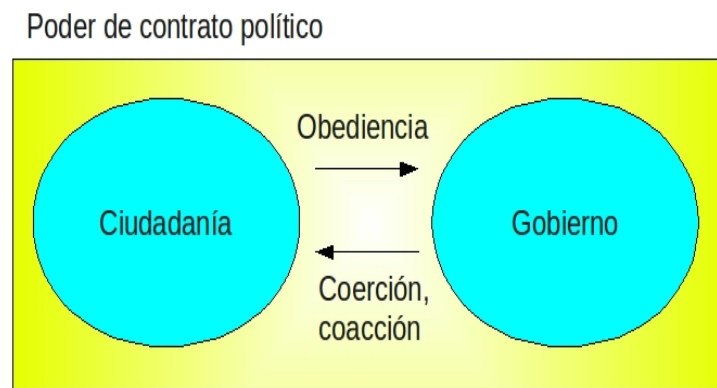 Poder de contrato político
Obediencia
Ciudadanía
Gobierno
Coerción,
coacción